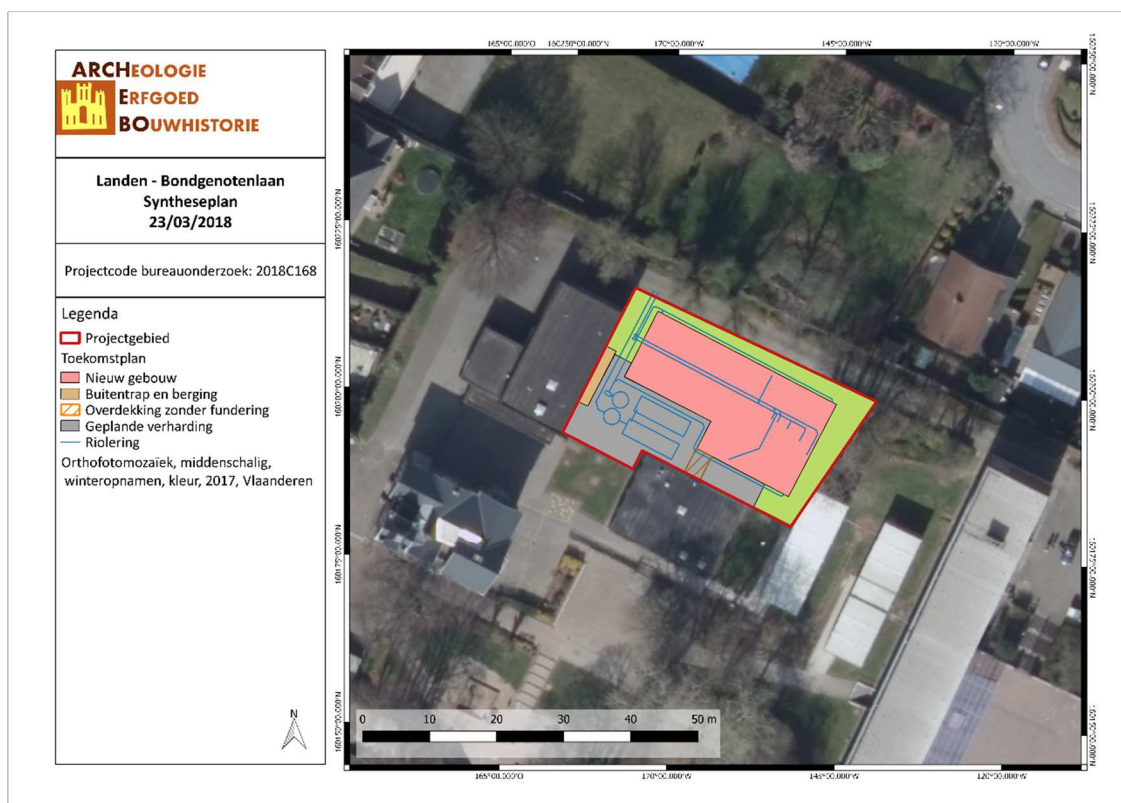 ARCHEOLOGIE
ERFGOED
BOUWHISTORIE
Landen - Bondgenotenlaan
Syntheseplan
23/03/2018
Projectcode bureauonderzoek: 2018C168
Legenda
Projectgebied
Toekomstplan
Nieuw gebouw
Buitentrap en berging
Overdekking zonder fundering
Geplande verharding
Riolering
Orthofotomozaïek, middenschalig,
winteropnamen, kleur, 2017, Vlaanderen
N
0 10 20 30 40 50 m